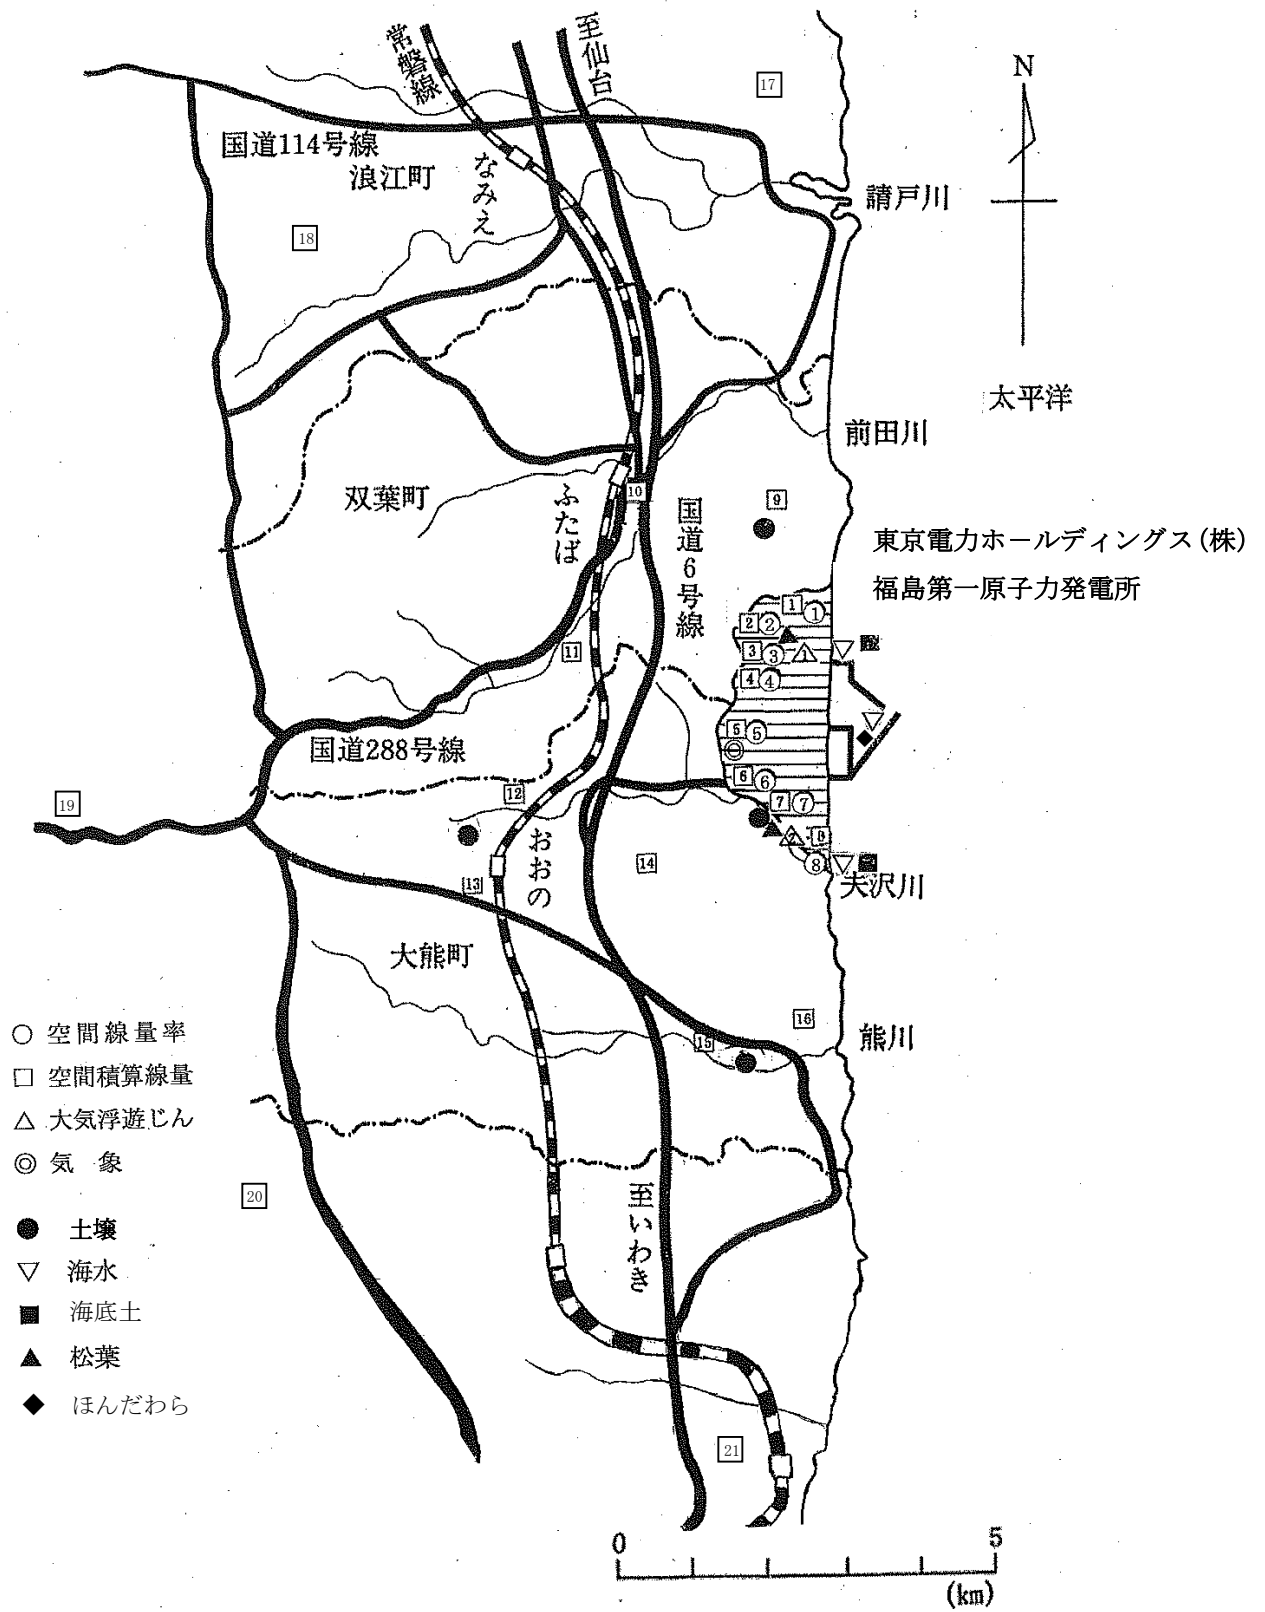 常磐線
至仙台
17
N
国道114号線
浪江町
なみえ
請戸川
18
太平洋
前田川
双葉町
ふたば
10
国道6号線
9
東京電力ホールディングス(株)
福島第一原子力発電所
1 ①
2 ②
3 ③ 1
4 ④
11
5 ⑤
国道288号線
6 ⑥
12
7 ⑦
19
おおの
2 8
⑧
14
夫沢川
13
大熊町
16
15
熊川
○ 空間線量率
□ 空間積算線量
△ 大気浮遊じん
◎ 気象
20
至いわき
● 土壌
▽ 海水
■ 海底土
▲ 松葉
◆ ほんだわら
21
0 5
(km)